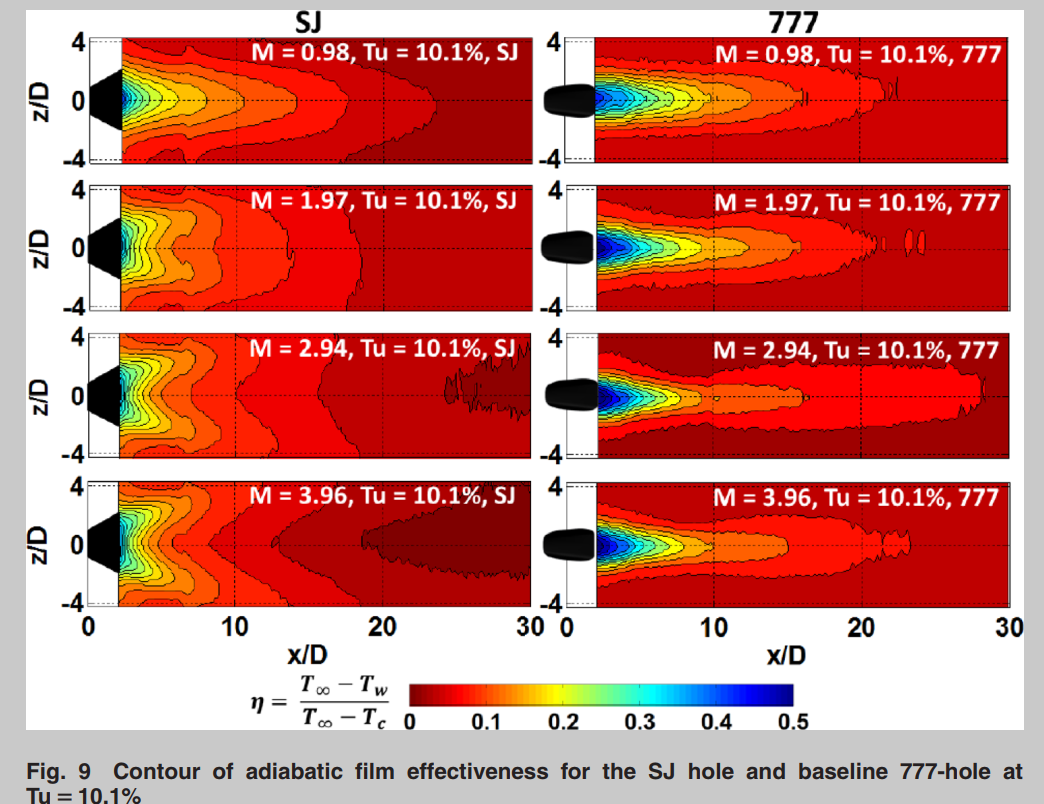 SJ
777
4
M = 0.98, Tu = 10.1%, SJ
z/D
0
-4
4
M = 0.98, Tu = 10.1%, 777
0
-4
4
M = 1.97, Tu = 10.1%, SJ
z/D
0
-4
4
M = 1.97, Tu = 10.1%, 777
0
-4
4
M = 2.94, Tu = 10.1%, SJ
z/D
0
-4
4
M = 2.94, Tu = 10.1%, 777
0
-4
4
M = 3.96, Tu = 10.1%, SJ
z/D
0
-4
4
M = 3.96, Tu = 10.1%, 777
0
-4
0 10 20 30
x/D
0 10 20 30
x/D
η = (T∞ − Tw) / (T∞ − Tc)
0 0.1 0.2 0.3 0.4 0.5
Fig. 9 Contour of adiabatic film effectiveness for the SJ hole and baseline 777-hole at
Tu = 10.1%